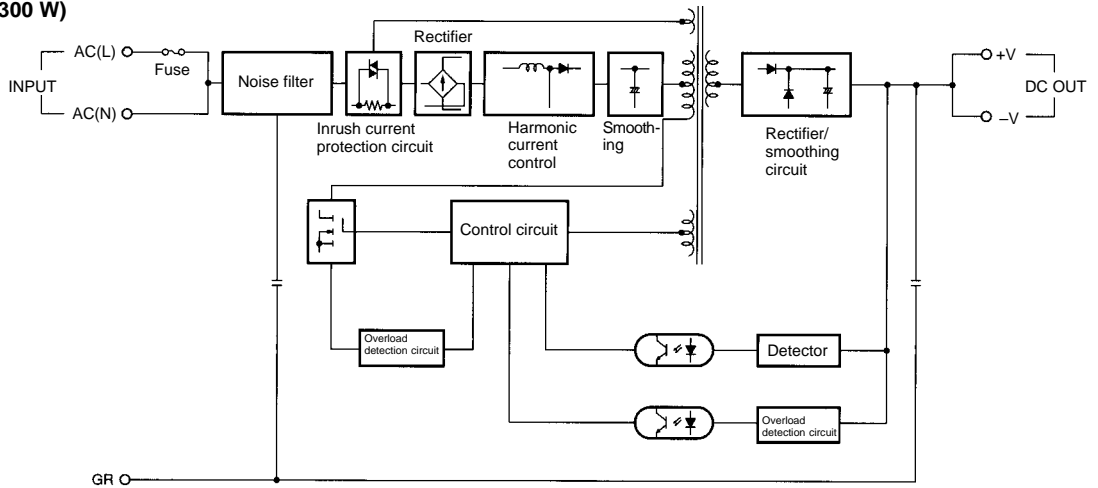 300 W)
AC(L)
Fuse
INPUT
AC(N)
Noise filter
Inrush current
protection circuit
Rectifier
Harmonic
current
control
Smooth-
ing
Rectifier/
smoothing
circuit
+V
DC OUT
–V
Control circuit
Overload
detection circuit
Detector
Overload
detection circuit
GR